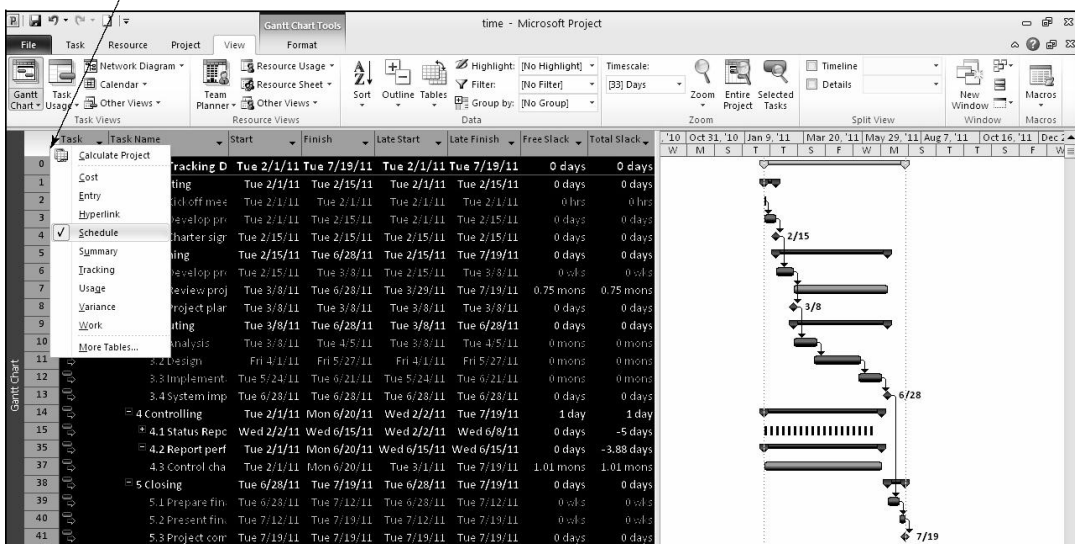 Gantt Chart Tools
time - Microsoft Project
File Task Resource Project View Format
Gantt Chart
Task Usage
Network Diagram
Calendar
Other Views
Task Views
Team Planner
Resource Usage
Resource Sheet
Other Views
Resource Views
Sort
Outline
Tables
Highlight: [No Highlight]
Filter: [No Filter]
Group by: [No Group]
Data
Timescale:
[33] Days
Zoom
Entire Project
Selected Tasks
Zoom
Timeline
Details
Split View
New Window
Window
Macros
Macros
Task Task Name Start Finish Late Start Late Finish Free Slack Total Slack
'10 Oct 31, '10 Jan 9, '11 Mar 20, '11 May 29, '11 Aug 7, '11 Oct 16, '11 Dec
W M S T T S F W M S T T S F W
Calculate Project
Cost
Entry
Hyperlink
Schedule
Summary
Tracking
Usage
Variance
Work
More Tables...
0 Tracking D Tue 2/1/11 Tue 7/19/11 Tue 2/1/11 Tue 7/19/11 0 days 0 days
1 ting Tue 2/1/11 Tue 2/15/11 Tue 2/1/11 Tue 2/15/11 0 days 0 days
2 Kickoff mee Tue 2/1/11 Tue 2/1/11 Tue 2/1/11 Tue 2/1/11 0 hrs 0 hrs
3 Develop pro Tue 2/1/11 Tue 2/15/11 Tue 2/1/11 Tue 2/15/11 0 days 0 days
4 Charter sigr Tue 2/15/11 Tue 2/15/11 Tue 2/15/11 Tue 2/15/11 0 days 0 days
5 ning Tue 2/15/11 Tue 6/28/11 Tue 2/15/11 Tue 7/19/11 0 days 0 days
6 Develop pro Tue 2/15/11 Tue 3/8/11 Tue 2/15/11 Tue 3/8/11 0 wks 0 wks
7 Review proj Tue 3/8/11 Tue 6/28/11 Tue 3/29/11 Tue 7/19/11 0.75 mons 0.75 mons
8 Project plar Tue 3/8/11 Tue 3/8/11 Tue 3/8/11 Tue 3/8/11 0 days 0 days
9 uting Tue 3/8/11 Tue 6/28/11 Tue 3/8/11 Tue 6/28/11 0 days 0 days
10 Analysis Tue 3/8/11 Tue 4/5/11 Tue 3/8/11 Tue 4/5/11 0 mons 0 mons
11 3.2 Design Fri 4/1/11 Fri 5/27/11 Fri 4/1/11 Fri 5/27/11 0 mons 0 mons
12 3.3 Implement Tue 5/24/11 Tue 6/21/11 Tue 5/24/11 Tue 6/21/11 0 mons 0 mons
13 3.4 System imp Tue 6/28/11 Tue 6/28/11 Tue 6/28/11 Tue 6/28/11 0 days 0 days
14 4 Controlling Tue 2/1/11 Mon 6/20/11 Wed 2/2/11 Tue 7/19/11 1 day 1 day
15 4.1 Status Repc Wed 2/2/11 Wed 6/15/11 Wed 2/2/11 Wed 6/8/11 0 days -5 days
35 4.2 Report perf Tue 2/1/11 Mon 6/20/11 Wed 6/15/11 Wed 6/15/11 0 days -3.88 days
37 4.3 Control cha Tue 2/1/11 Mon 6/20/11 Tue 3/1/11 Tue 7/19/11 1.01 mons 1.01 mons
38 5 Closing Tue 6/28/11 Tue 7/19/11 Tue 6/28/11 Tue 7/19/11 0 days 0 days
39 5.1 Prepare fin Tue 6/28/11 Tue 7/12/11 Tue 6/28/11 Tue 7/12/11 0 wks 0 wks
40 5.2 Present fin Tue 7/12/11 Tue 7/19/11 Tue 7/12/11 Tue 7/19/11 0 wks 0 wks
41 5.3 Project com Tue 7/19/11 Tue 7/19/11 Tue 7/19/11 Tue 7/19/11 0 days 0 days
2/15
3/8
6/28
7/19
Gantt Chart